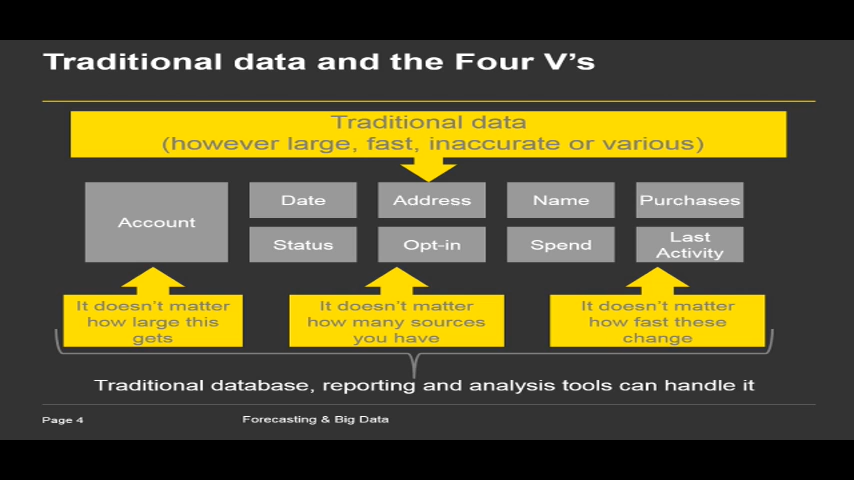 Traditional data and the Four V's
Traditional data
(however large, fast, inaccurate or various)
Account
Date
Address
Name
Purchases
Status
Opt-in
Spend
Last
Activity
It doesn't matter
how large this
gets
It doesn't matter
how many sources
you have
It doesn't matter
how fast these
change
Traditional database, reporting and analysis tools can handle it
Page 4
Forecasting & Big Data